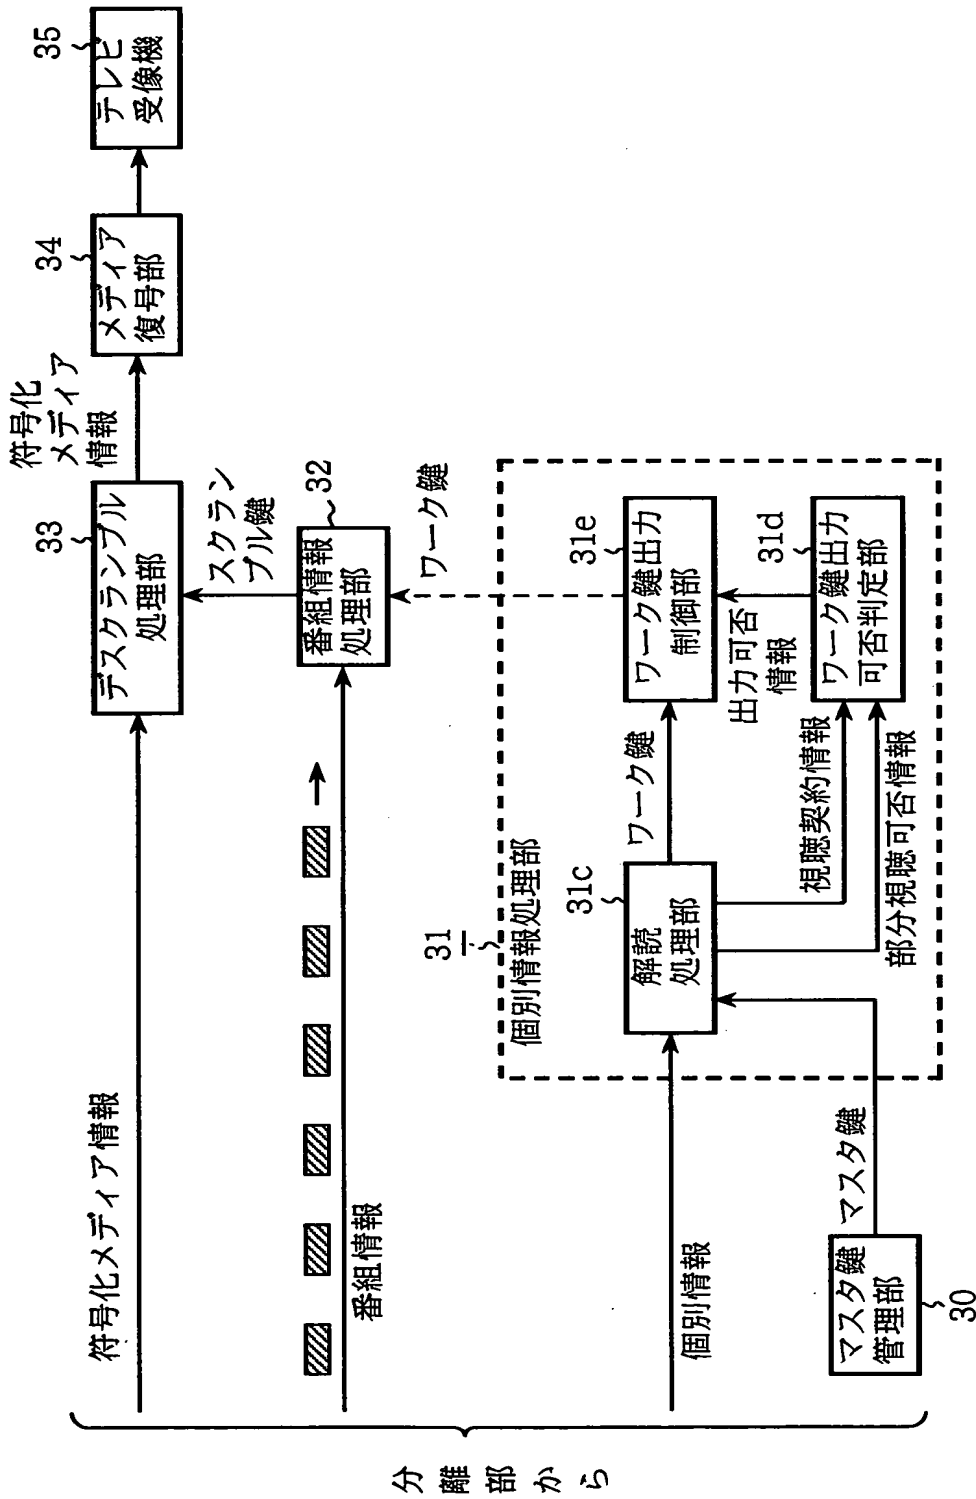 分離部から
符号化メディア情報
番組情報
個別情報
マスタ鍵
管理部
30
マスタ鍵
31
個別情報処理部
31c
解読
処理部
ワーク鍵
視聴契約情報
部分視聴可否情報
31e
ワーク鍵出力
制御部
出力可否
情報
31d
ワーク鍵出力
可否判定部
ワーク鍵
32
番組情報
処理部
スクラン
ブル鍵
33
デスクランブル
処理部
符号化
メディア
情報
34
メディア
復号部
35
テレビ
受像機